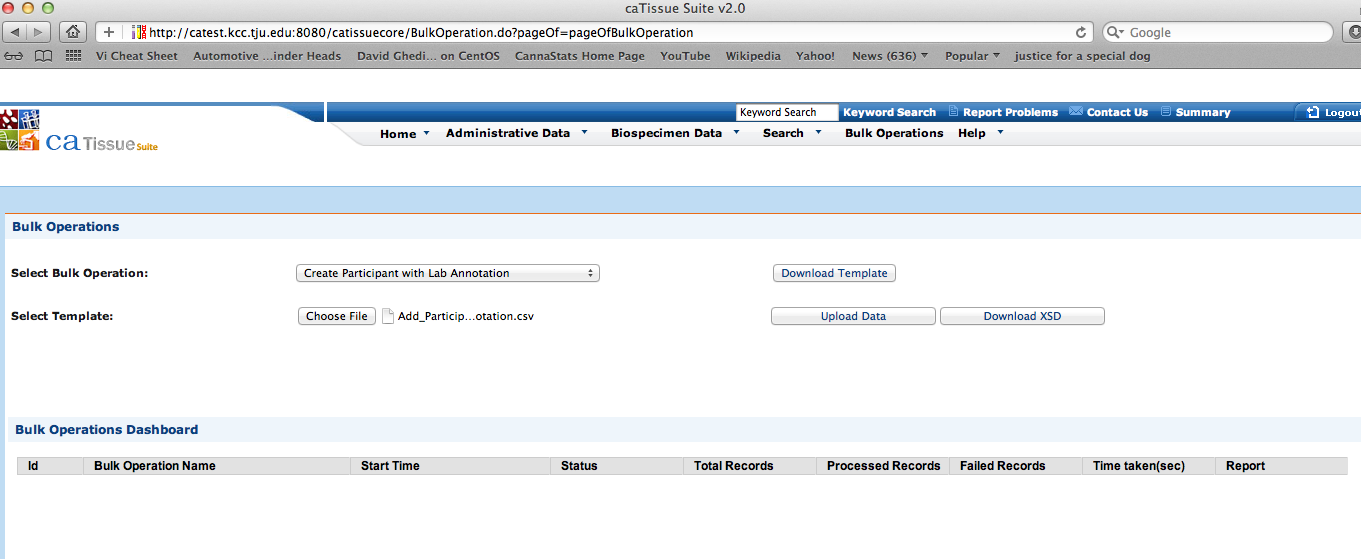 caTissue Suite v2.0
http://catest.kcc.tju.edu:8080/catissuecore/BulkOperation.do?pageOf=pageOfBulkOperation
Google
Vi Cheat Sheet Automotive ...inder Heads David Ghedi... on CentOS CannaStats Home Page YouTube Wikipedia Yahoo! News (636) Popular justice for a special dog
Keyword Search Keyword Search Report Problems Contact Us Summary Logout
caTissue Suite
Home Administrative Data Biospecimen Data Search Bulk Operations Help
Bulk Operations
Select Bulk Operation: Create Participant with Lab Annotation Download Template
Select Template: Choose File Add_Particip...otation.csv Upload Data Download XSD
Bulk Operations Dashboard
Id Bulk Operation Name Start Time Status Total Records Processed Records Failed Records Time taken(sec) Report